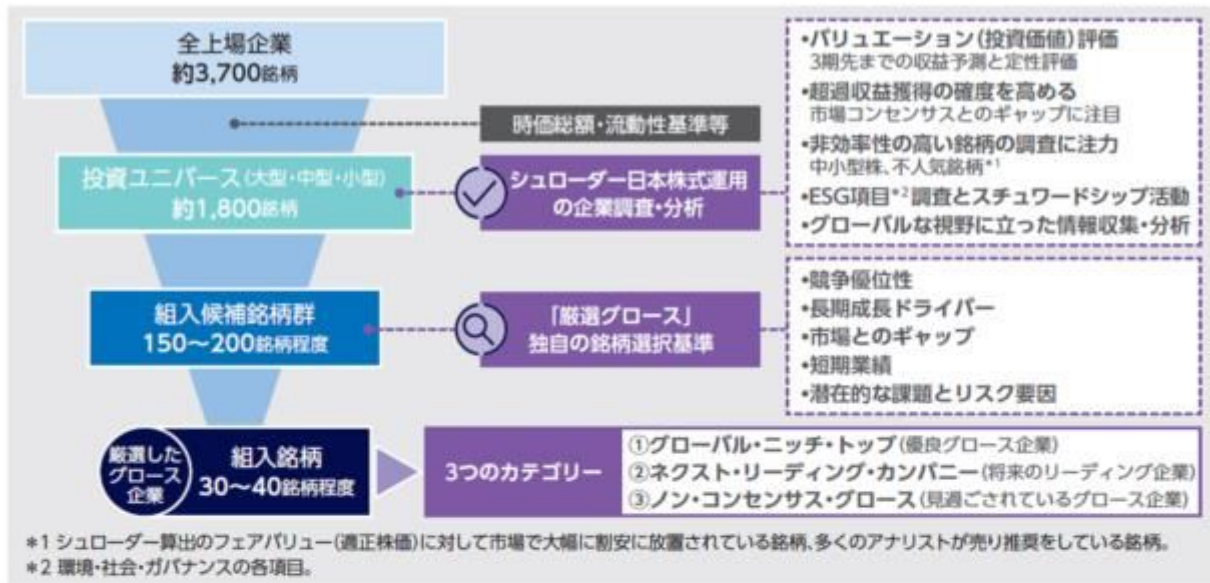 全上場企業
約3,700銘柄
時価総額・流動性基準等
投資ユニバース(大型・中型・小型)
約1,800銘柄
シュローダー日本株式運用
の企業調査・分析
•バリュエーション(投資価値)評価
3期先までの収益予測と定性評価
•超過収益獲得の確度を高める
市場コンセンサスとのギャップに注目
•非効率性の高い銘柄の調査に注力
中小型株、不人気銘柄*1
•ESG項目*2調査とスチュワードシップ活動
•グローバルな視野に立った情報収集・分析
組入候補銘柄群
150〜200銘柄程度
「厳選グロース」
独自の銘柄選択基準
•競争優位性
•長期成長ドライバー
•市場とのギャップ
•短期業績
•潜在的な課題とリスク要因
厳選した
グロース
企業
組入銘柄
30〜40銘柄程度
3つのカテゴリー
①グローバル・ニッチ・トップ(優良グロース企業)
②ネクスト・リーディング・カンパニー(将来のリーディング企業)
③ノン・コンセンサス・グロース(見過ごされているグロース企業)
*1 シュローダー算出のフェアバリュー(適正株価)に対して市場で大幅に割安に放置されている銘柄、多くのアナリストが売り推奨をしている銘柄。
*2 環境・社会・ガバナンスの各項目。